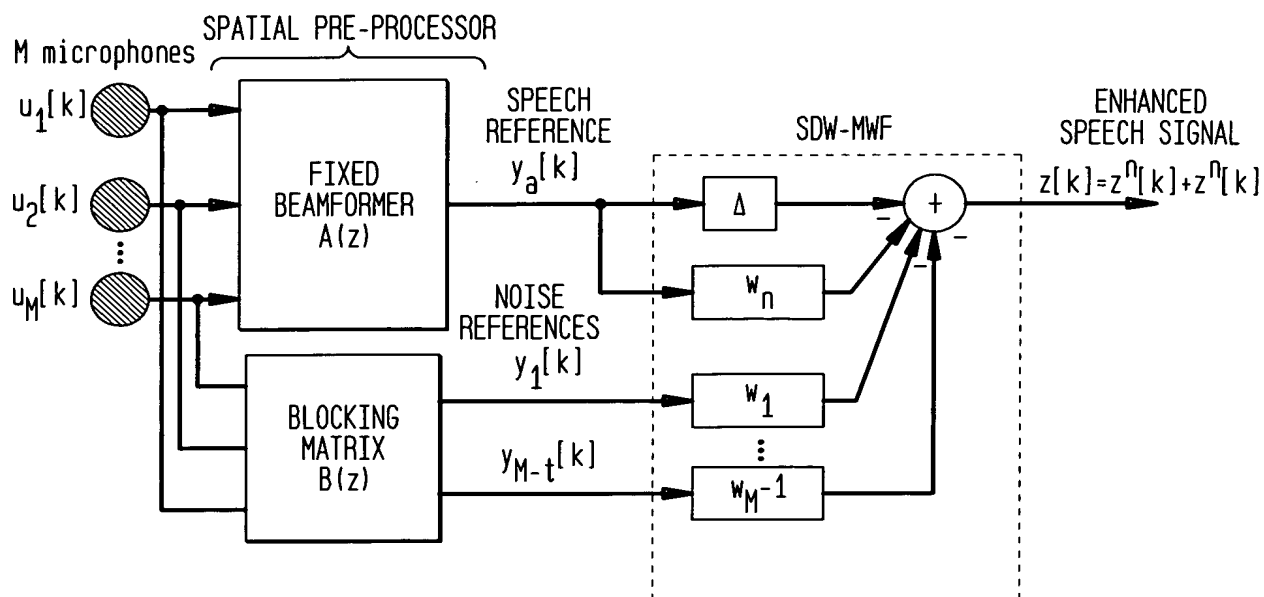 SPATIAL PRE-PROCESSOR
M microphones
u1[k]
u2[k]
uM[k]
FIXED
BEAMFORMER
A(z)
BLOCKING
MATRIX
B(z)
SPEECH
REFERENCE
ya[k]
NOISE
REFERENCES
y1[k]
yM-t[k]
SDW-MWF
Δ
wn
w1
wM-1
+
−
−
−
ENHANCED
SPEECH SIGNAL
z[k]=zn[k]+zn[k]